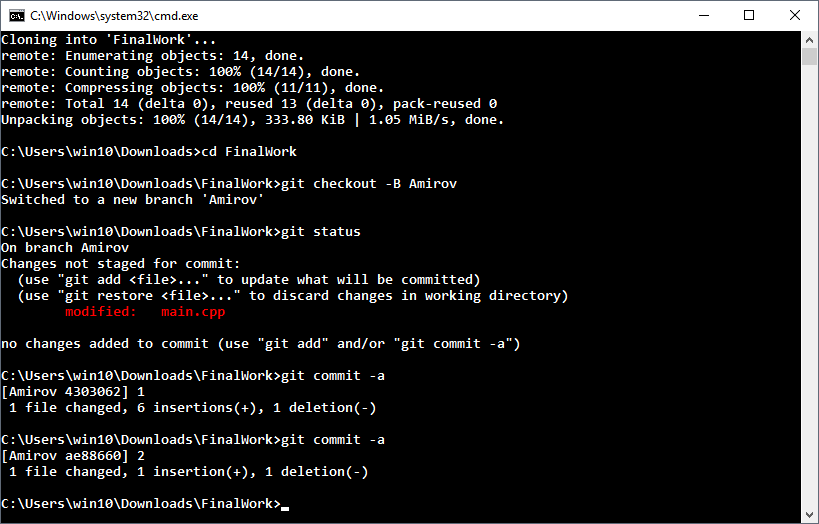 C:\Windows\system32\cmd.exe
Cloning into 'FinalWork'...
remote: Enumerating objects: 14, done.
remote: Counting objects: 100% (14/14), done.
remote: Compressing objects: 100% (11/11), done.
remote: Total 14 (delta 0), reused 13 (delta 0), pack-reused 0
Unpacking objects: 100% (14/14), 333.80 KiB | 1.05 MiB/s, done.
C:\Users\win10\Downloads>cd FinalWork
C:\Users\win10\Downloads\FinalWork>git checkout -B Amirov
Switched to a new branch 'Amirov'
C:\Users\win10\Downloads\FinalWork>git status
On branch Amirov
Changes not staged for commit:
  (use "git add <file>..." to update what will be committed)
  (use "git restore <file>..." to discard changes in working directory)
        modified:   main.cpp
no changes added to commit (use "git add" and/or "git commit -a")
C:\Users\win10\Downloads\FinalWork>git commit -a
[Amirov 4303062] 1
 1 file changed, 6 insertions(+), 1 deletion(-)
C:\Users\win10\Downloads\FinalWork>git commit -a
[Amirov ae88660] 2
 1 file changed, 1 insertion(+), 1 deletion(-)
C:\Users\win10\Downloads\FinalWork>